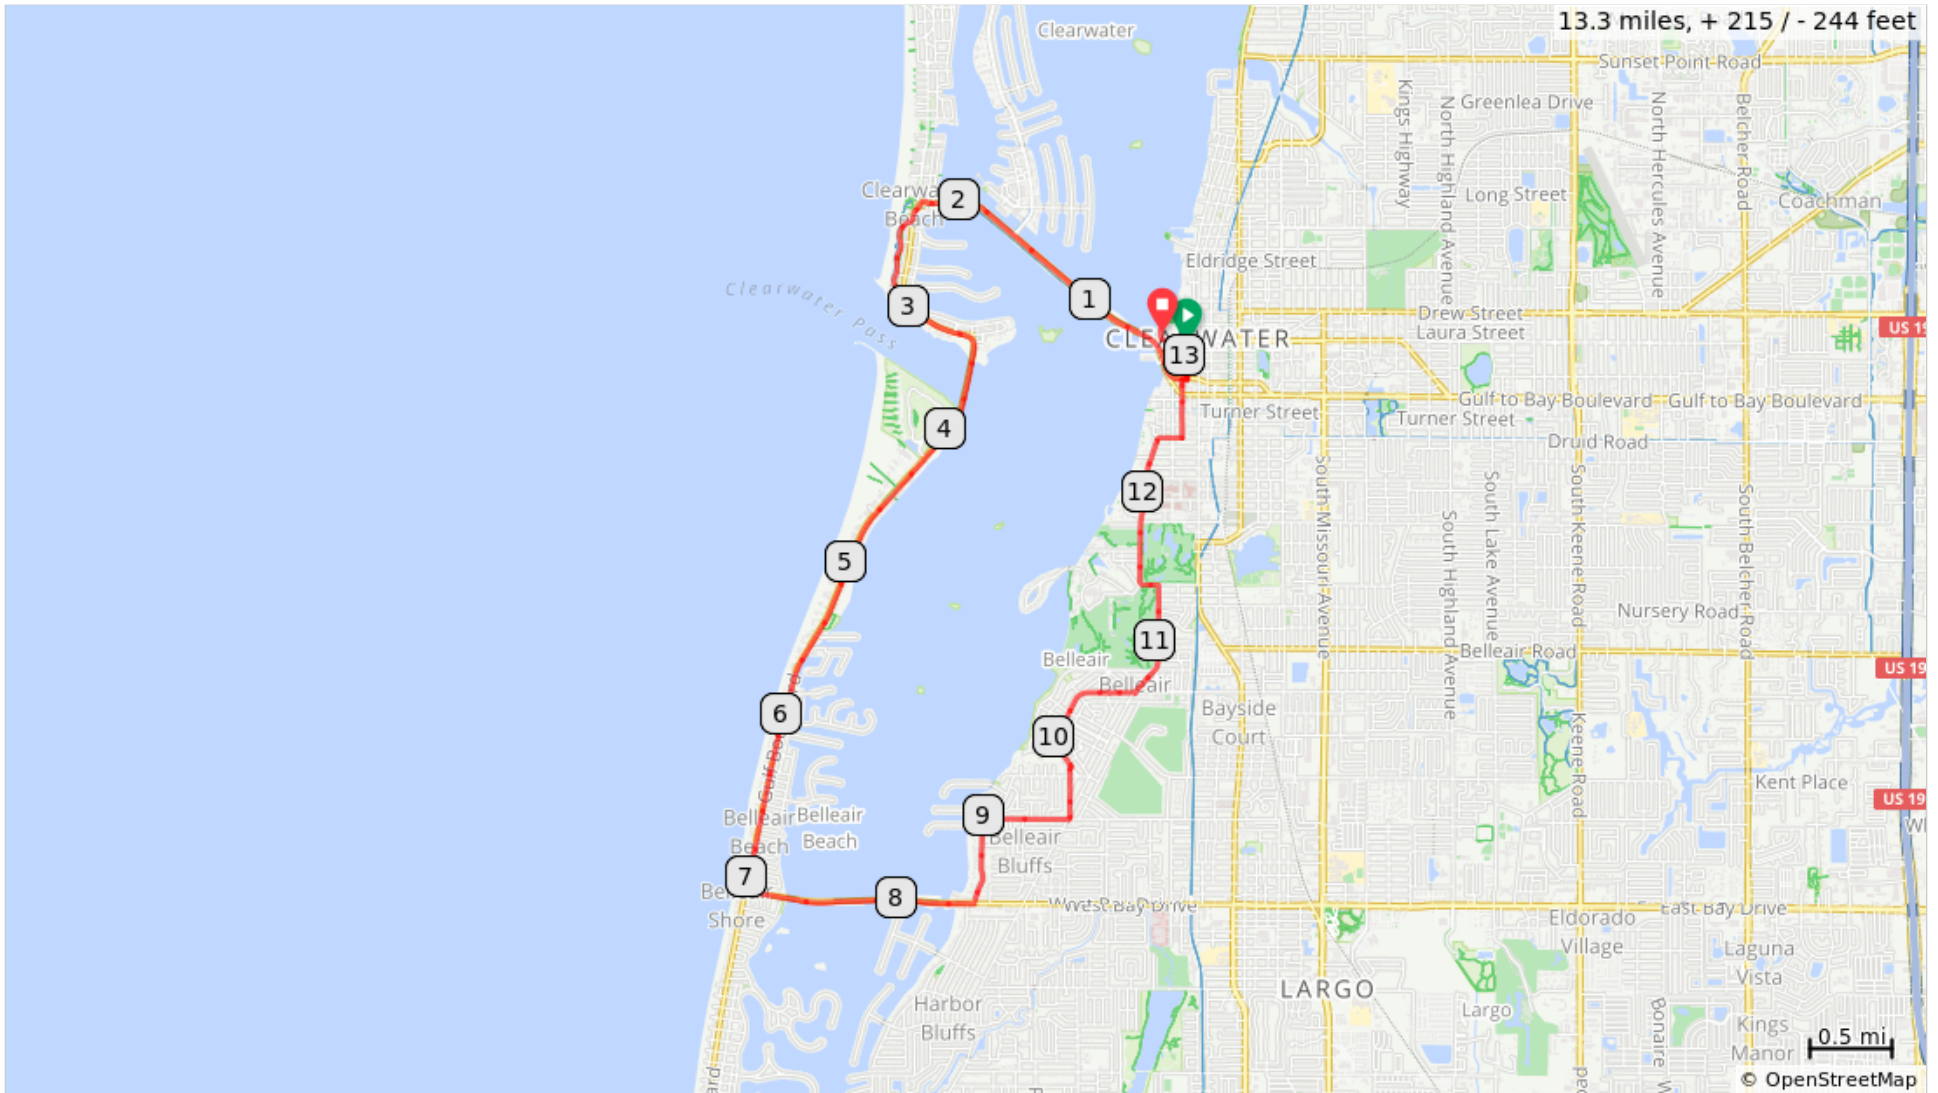 13.3 miles, + 215 / - 244 feet
Clearwater
Sunset Point Road
Greenlea Drive
Kings Highway
North Highland Avenue
North Hercules Avenue
Belcher Road
Long Street
Coachman
2
Beach
Eldridge Street
Clearwater Pass
1
3
Drew Street
Laura Street
US 19
13
Turner Street
Gulf to Bay Boulevard
Gulf to Bay Boulevard
Turner Street
Druid Road
4
12
South Missouri Avenue
South Highland Avenue
South Lake Avenue
South Keene Road
South Belcher Road
5
Nursery Road
11
Belleair
Belleair Road
Belleair
US 19
6
10
Bayside
Court
Keene Road
Kent Place
US 19
Belleair
Beach
Belleair
Beach
9
Belleair
Bluffs
7
8
Shore
West Bay Drive
East Bay Drive
Eldorado
Village
Laguna
Vista
LARGO
Harbor
Bluffs
Largo
Bonaire
Kings
Manor
0.5 mi
© OpenStreetMap